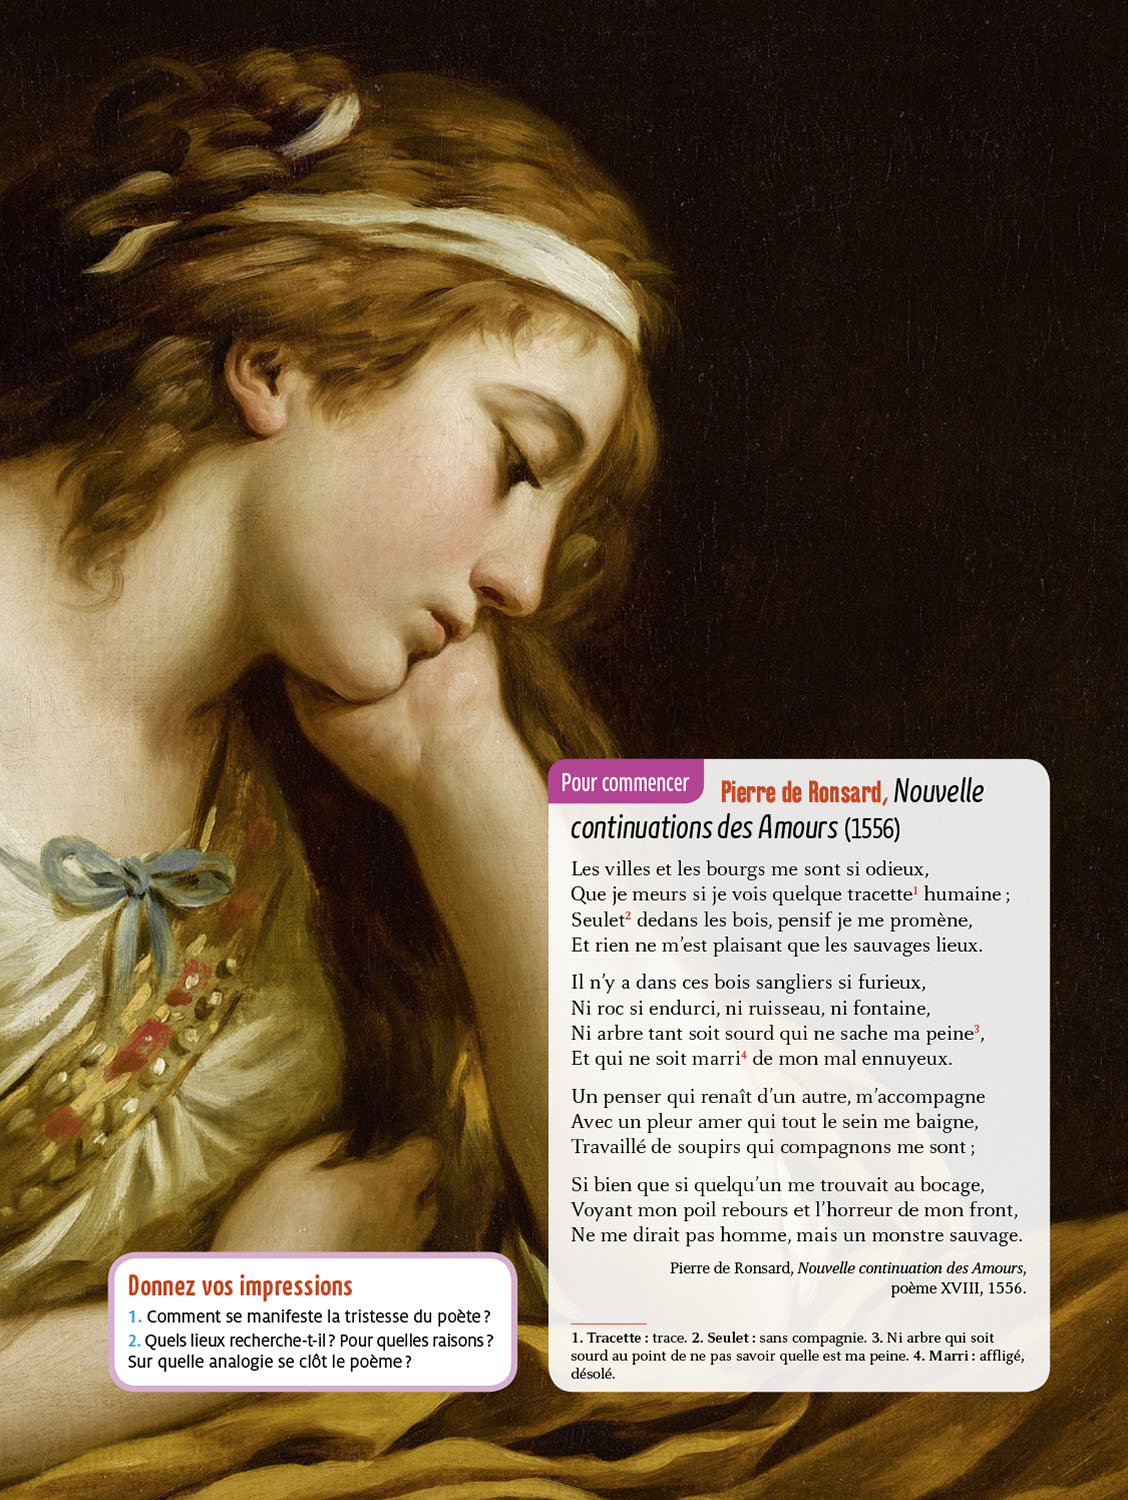 Pour commencer
Pierre de Ronsard, Nouvelle
continuations des Amours (1556)
Les villes et les bourgs me sont si odieux,
Que je meurs si je vois quelque tracette¹ humaine ;
Seulet² dedans les bois, pensif je me promène,
Et rien ne m’est plaisant que les sauvages lieux.
Il n’y a dans ces bois sangliers si furieux,
Ni roc si endurci, ni ruisseau, ni fontaine,
Ni arbre tant soit sourd qui ne sache ma peine³,
Et qui ne soit marri⁴ de mon mal ennuyeux.
Un penser qui renaît d’un autre, m’accompagne
Avec un pleur amer qui tout le sein me baigne,
Travaillé de soupirs qui compagnons me sont ;
Si bien que si quelqu’un me trouvait au bocage,
Voyant mon poil rebours et l’horreur de mon front,
Ne me dirait pas homme, mais un monstre sauvage.
Pierre de Ronsard, Nouvelle continuation des Amours,
poème XVIII, 1556.
1. Tracette : trace. 2. Seulet : sans compagnie. 3. Ni arbre qui soit
sourd au point de ne pas savoir quelle est ma peine. 4. Marri : affligé,
désolé.
Donnez vos impressions
1. Comment se manifeste la tristesse du poète ?
2. Quels lieux recherche-t-il ? Pour quelles raisons ?
Sur quelle analogie se clôt le poème ?